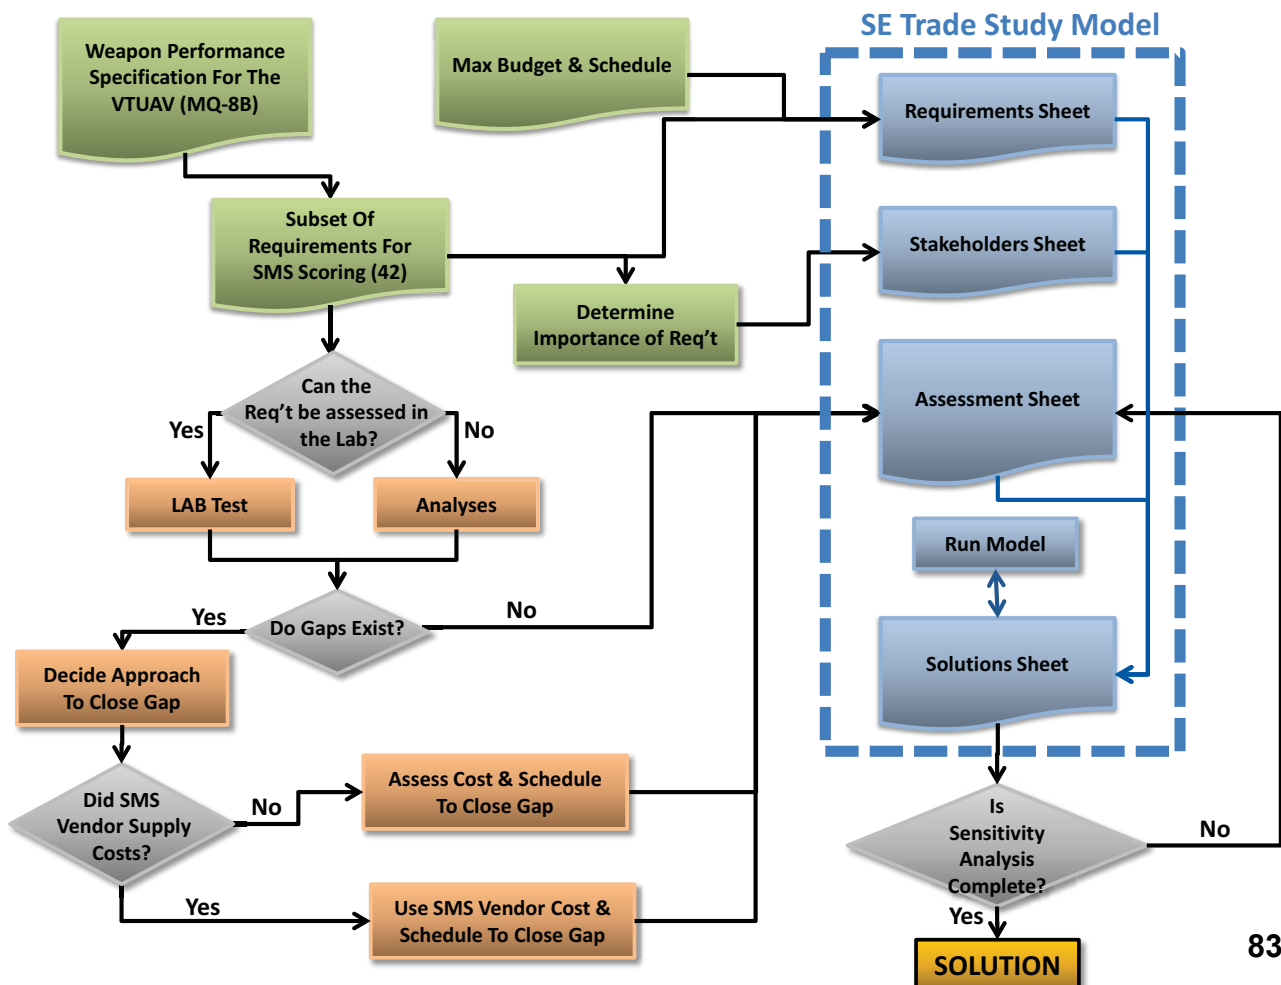 SE Trade Study Model
Weapon Performance
Specification For The
VTUAV (MQ-8B)
Max Budget & Schedule
Requirements Sheet
Subset Of
Requirements For
SMS Scoring (42)
Stakeholders Sheet
Determine
Importance of Req't
Can the
Req't be assessed in
the Lab?
Yes
No
Assessment Sheet
LAB Test
Analyses
Run Model
Do Gaps Exist?
Yes
No
Decide Approach
To Close Gap
Solutions Sheet
Did SMS
Vendor Supply
Costs?
No
Assess Cost & Schedule
To Close Gap
Yes
Use SMS Vendor Cost &
Schedule To Close Gap
Is
Sensitivity
Analysis
Complete?
No
Yes
SOLUTION
83